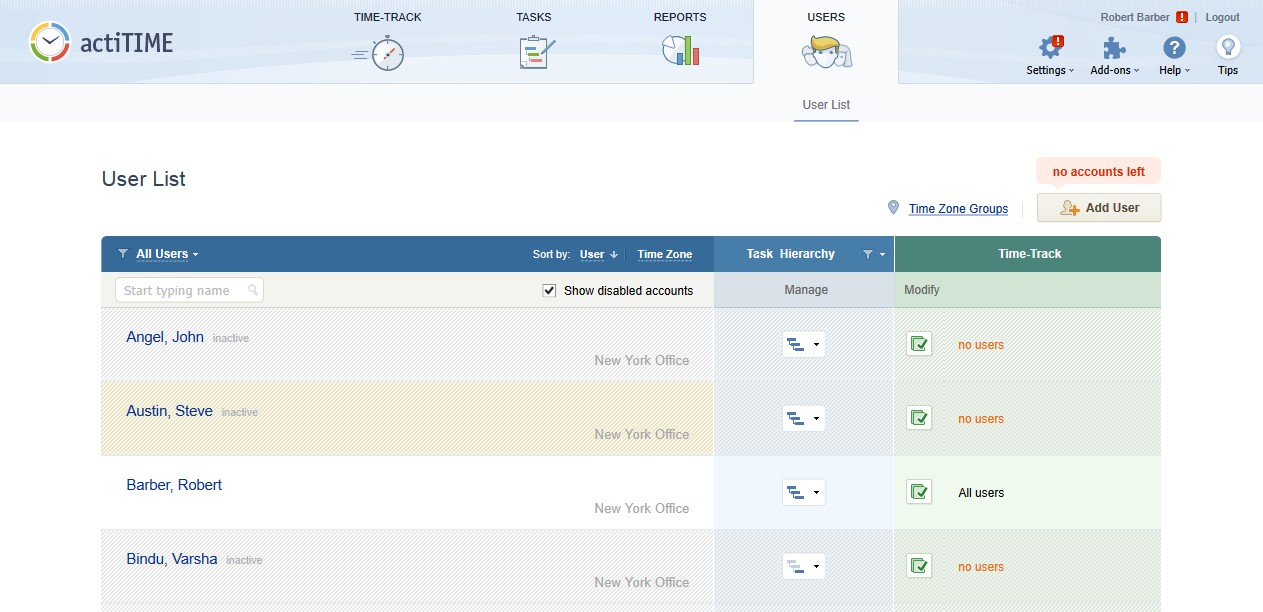 actiTIME
TIME-TRACK
TASKS
REPORTS
USERS
Robert Barber ! | Logout
Settings
Add-ons
Help
Tips
User List
User List
no accounts left
Time Zone Groups
Add User
All Users
Sort by: User ↓ Time Zone
Task Hierarchy
Time-Track
Start typing name
Show disabled accounts
Manage
Modify
Angel, John inactive
New York Office
no users
Austin, Steve inactive
New York Office
no users
Barber, Robert
New York Office
All users
Bindu, Varsha inactive
New York Office
no users